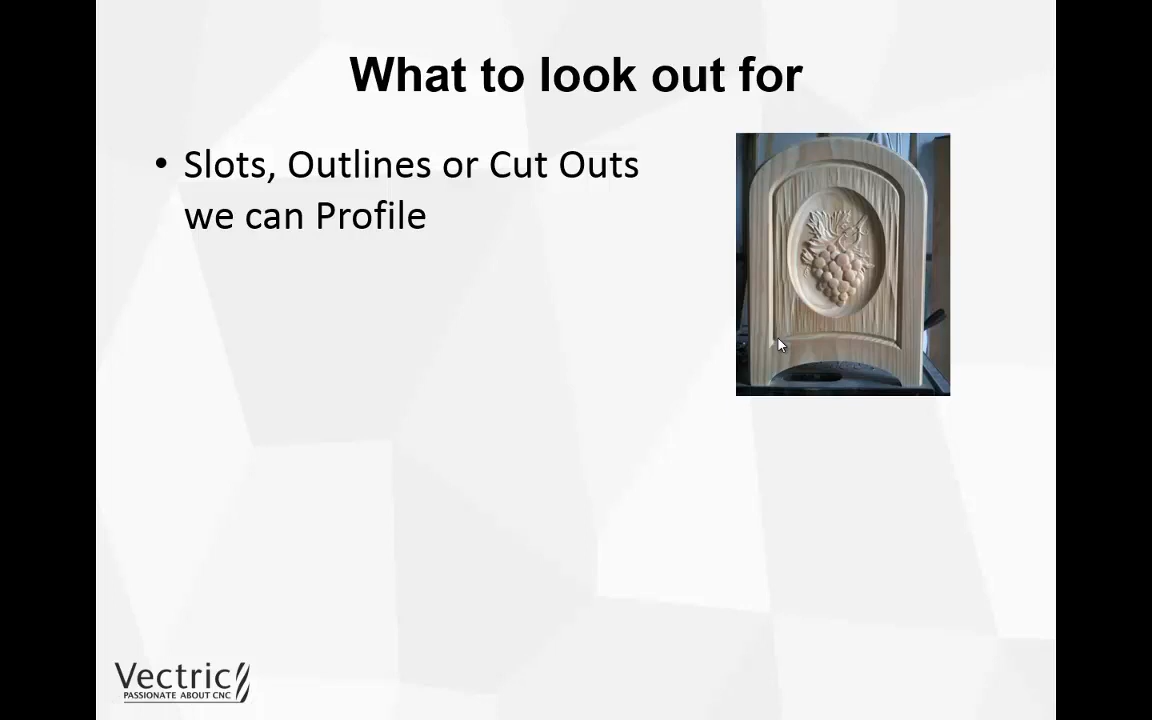 What to look out for
• Slots, Outlines or Cut Outs
we can Profile
Vectric
PASSIONATE ABOUT CNC